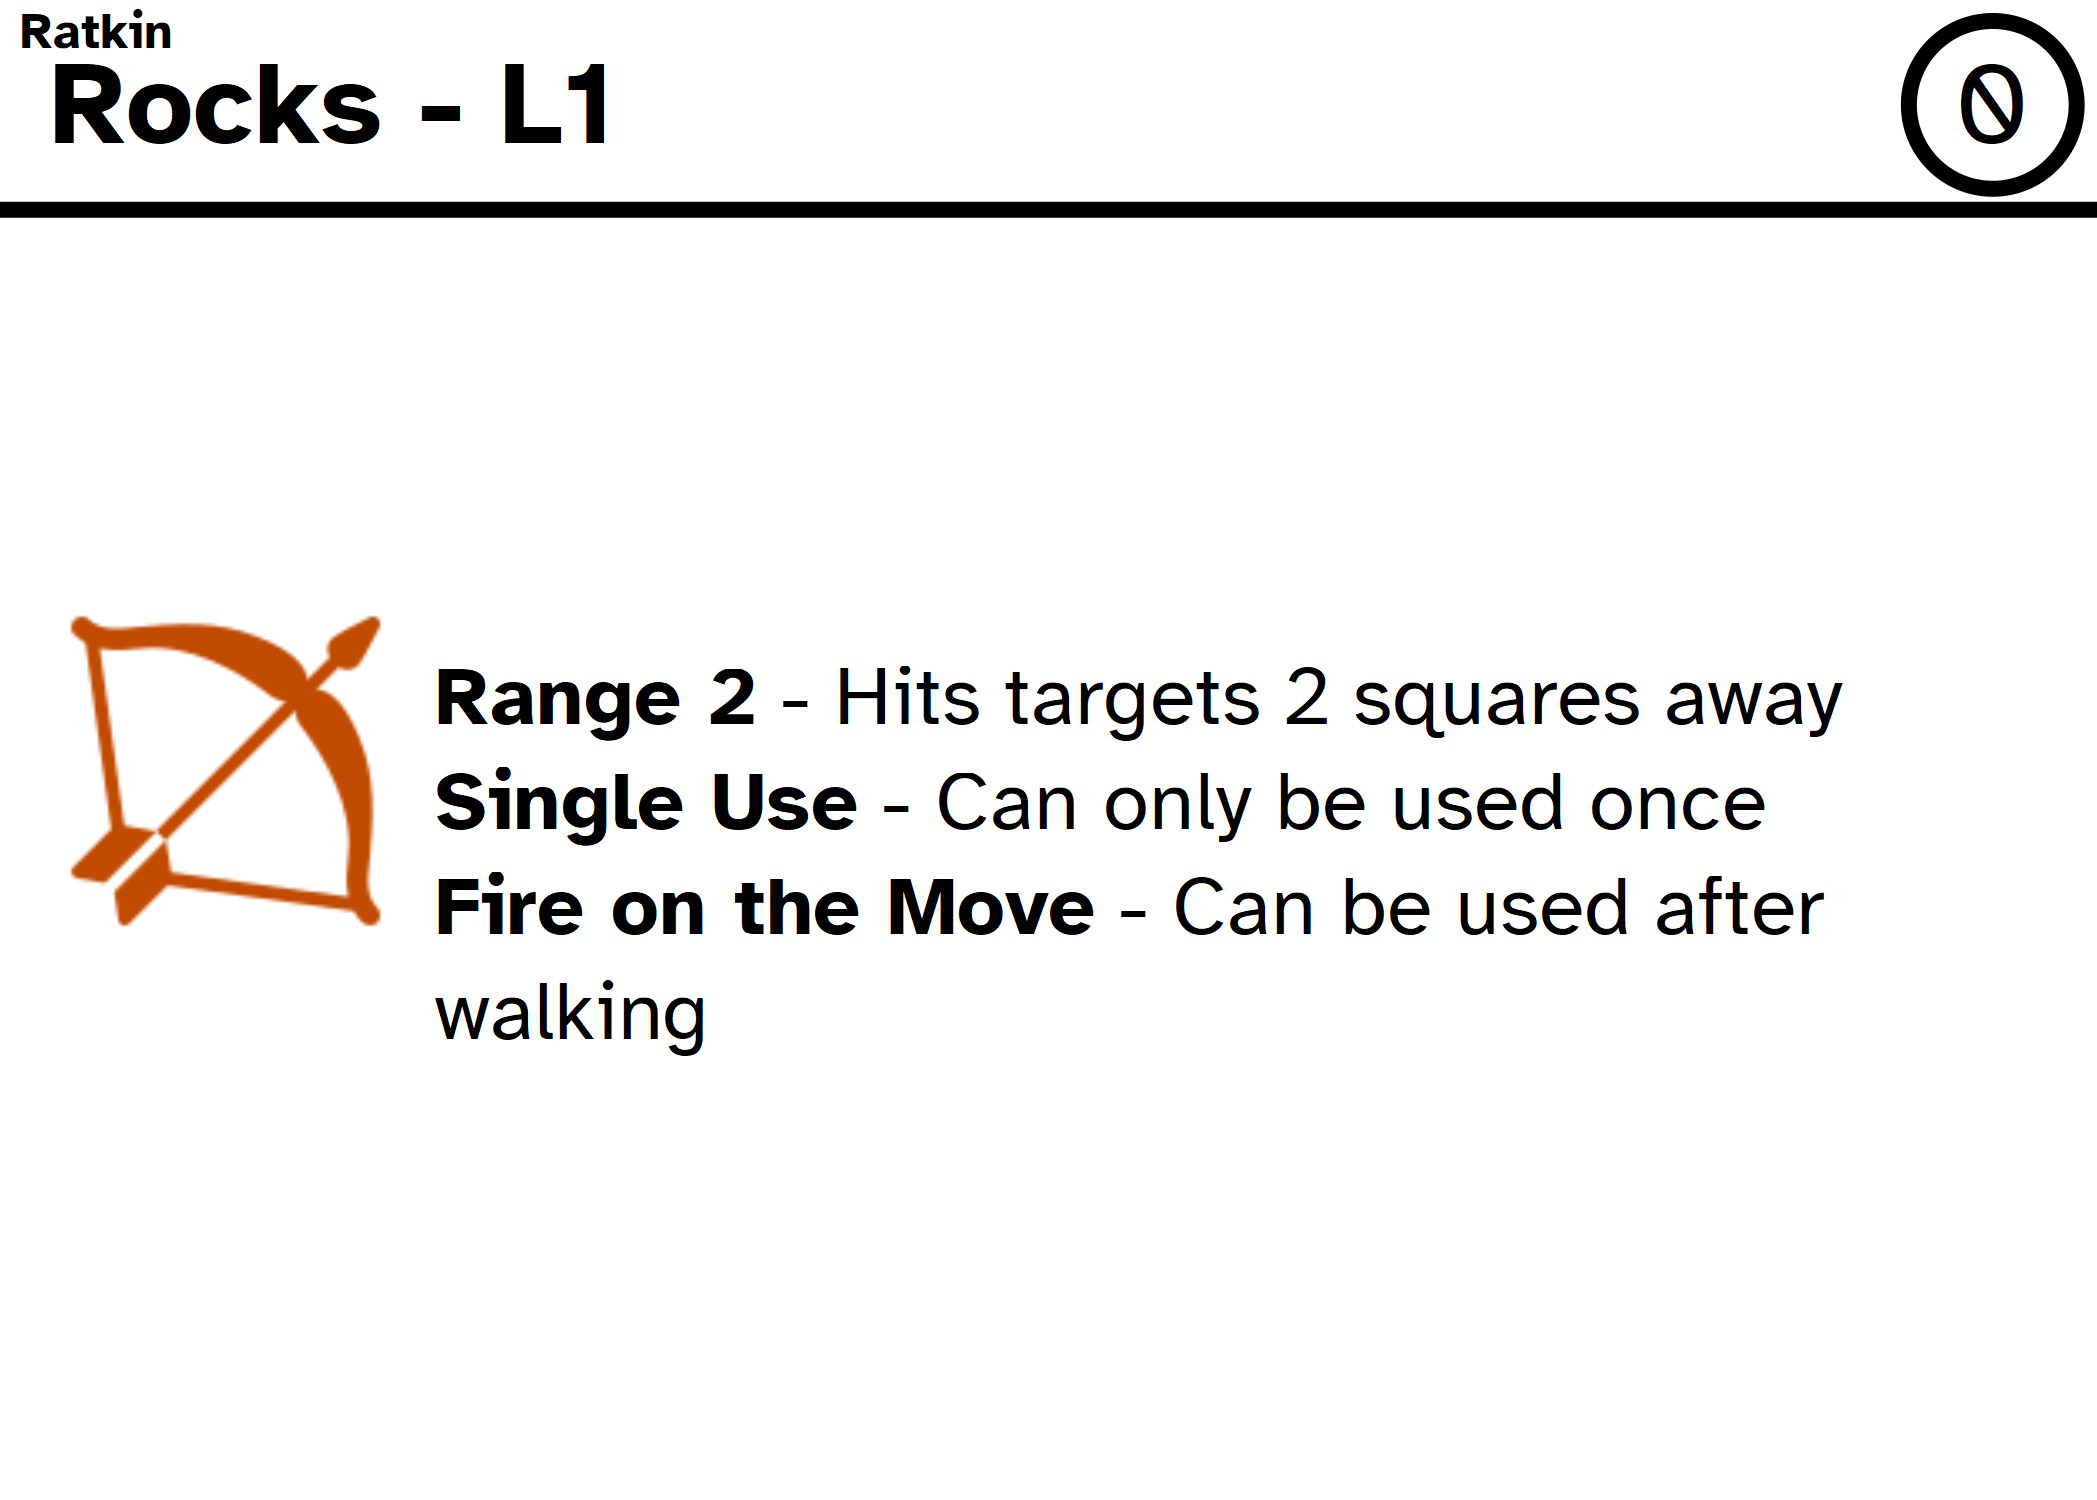 Ratkin
Rocks - L1
0
Range 2 - Hits targets 2 squares away
Single Use - Can only be used once
Fire on the Move - Can be used after
walking